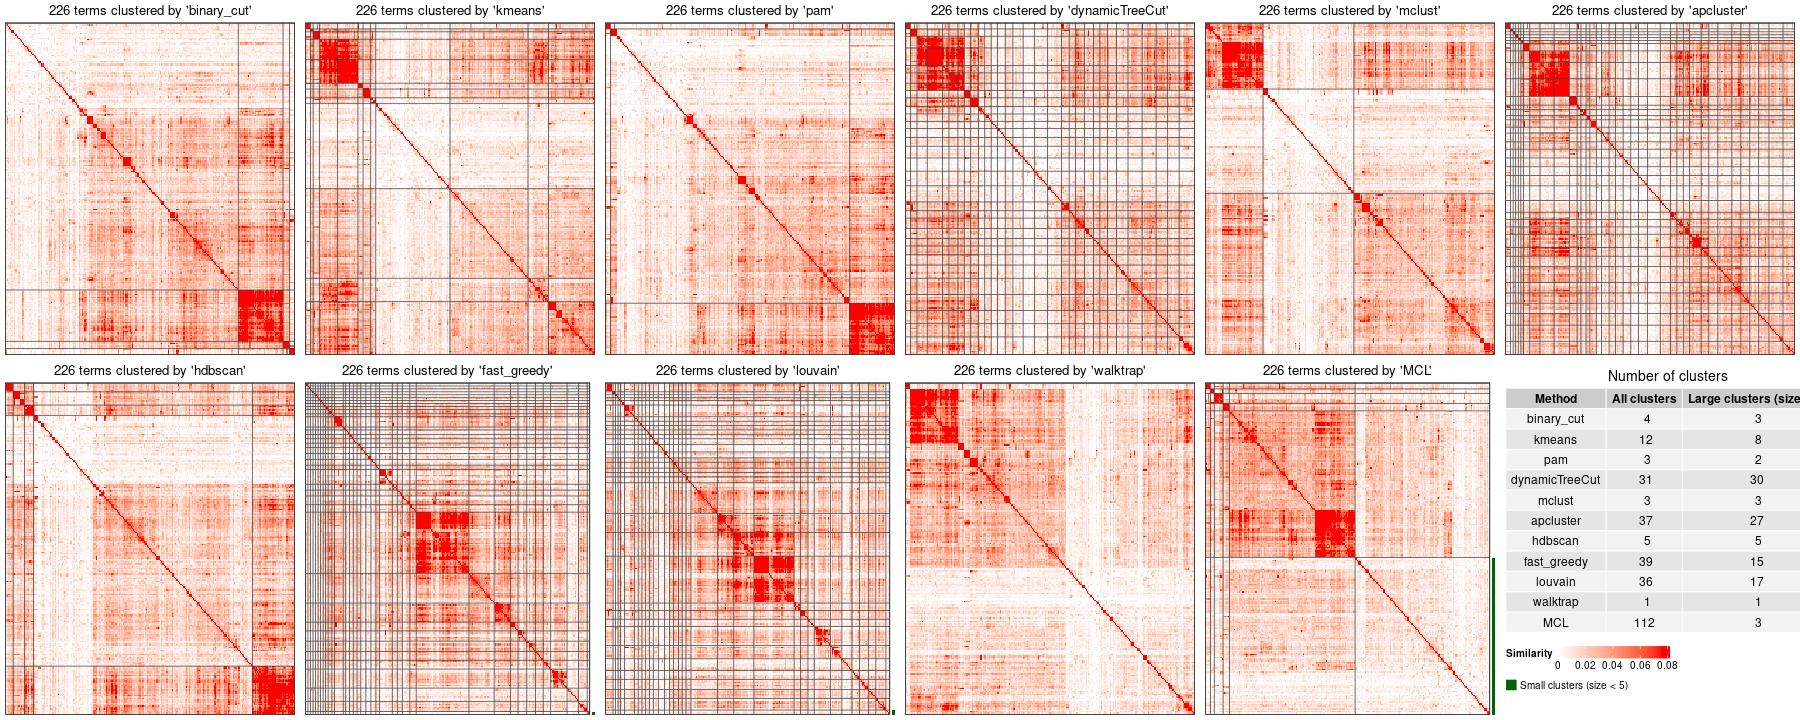 226 terms clustered by 'binary_cut'
226 terms clustered by 'kmeans'
226 terms clustered by 'pam'
226 terms clustered by 'dynamicTreeCut'
226 terms clustered by 'mclust'
226 terms clustered by 'apcluster'
226 terms clustered by 'hdbscan'
226 terms clustered by 'fast_greedy'
226 terms clustered by 'louvain'
226 terms clustered by 'walktrap'
226 terms clustered by 'MCL'
Number of clusters
Method All clusters Large clusters (size
binary_cut 4 3
kmeans 12 8
pam 3 2
dynamicTreeCut 31 30
mclust 3 3
apcluster 37 27
hdbscan 5 5
fast_greedy 39 15
louvain 36 17
walktrap 1 1
MCL 112 3
Similarity
0 0.02 0.04 0.06 0.08
Small clusters (size < 5)